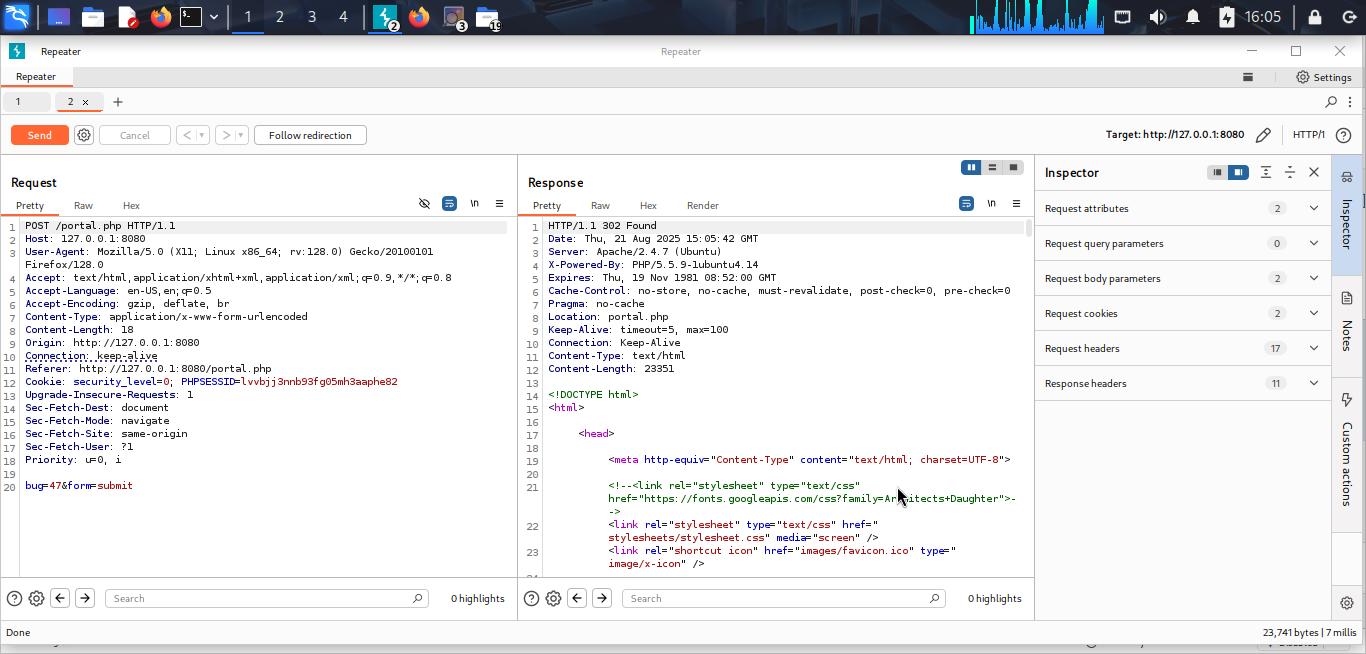 1 2 3 4 2 3 19 16:05
Repeater Repeater
Repeater Settings
1 2 × +
Send Cancel < > Follow redirection Target: http://127.0.0.1:8080 HTTP/1
Request
Pretty Raw Hex \n
1 POST /portal.php HTTP/1.1
2 Host: 127.0.0.1:8080
3 User-Agent: Mozilla/5.0 (X11; Linux x86_64; rv:128.0) Gecko/20100101
Firefox/128.0
4 Accept: text/html,application/xhtml+xml,application/xml;q=0.9,*/*;q=0.8
5 Accept-Language: en-US,en;q=0.5
6 Accept-Encoding: gzip, deflate, br
7 Content-Type: application/x-www-form-urlencoded
8 Content-Length: 18
9 Origin: http://127.0.0.1:8080
10 Connection: keep-alive
11 Referer: http://127.0.0.1:8080/portal.php
12 Cookie: security_level=0; PHPSESSID=lvvbjj3nnb93fg05mh3aaphe82
13 Upgrade-Insecure-Requests: 1
14 Sec-Fetch-Dest: document
15 Sec-Fetch-Mode: navigate
16 Sec-Fetch-Site: same-origin
17 Sec-Fetch-User: ?1
18 Priority: u=0, i
19
20 bug=47&form=submit
Search 0 highlights
Response
Pretty Raw Hex Render \n
1 HTTP/1.1 302 Found
2 Date: Thu, 21 Aug 2025 15:05:42 GMT
3 Server: Apache/2.4.7 (Ubuntu)
4 X-Powered-By: PHP/5.5.9-1ubuntu4.14
5 Expires: Thu, 19 Nov 1981 08:52:00 GMT
6 Cache-Control: no-store, no-cache, must-revalidate, post-check=0, pre-check=0
7 Pragma: no-cache
8 Location: portal.php
9 Keep-Alive: timeout=5, max=100
10 Connection: Keep-Alive
11 Content-Type: text/html
12 Content-Length: 23351
13
14 <!DOCTYPE html>
15 <html>
16
17 <head>
18
19 <meta http-equiv="Content-Type" content="text/html; charset=UTF-8">
20
21 <!--<link rel="stylesheet" type="text/css"
href="https://fonts.googleapis.com/css?family=Architects+Daughter">-
->
22 <link rel="stylesheet" type="text/css" href="
stylesheets/stylesheet.css" media="screen" />
23 <link rel="shortcut icon" href="images/favicon.ico" type="
image/x-icon" />
Search 0 highlights
Inspector
Request attributes 2
Request query parameters 0
Request body parameters 2
Request cookies 2
Request headers 17
Response headers 11
Inspector
Notes
Custom actions
Done 23,741 bytes | 7 millis